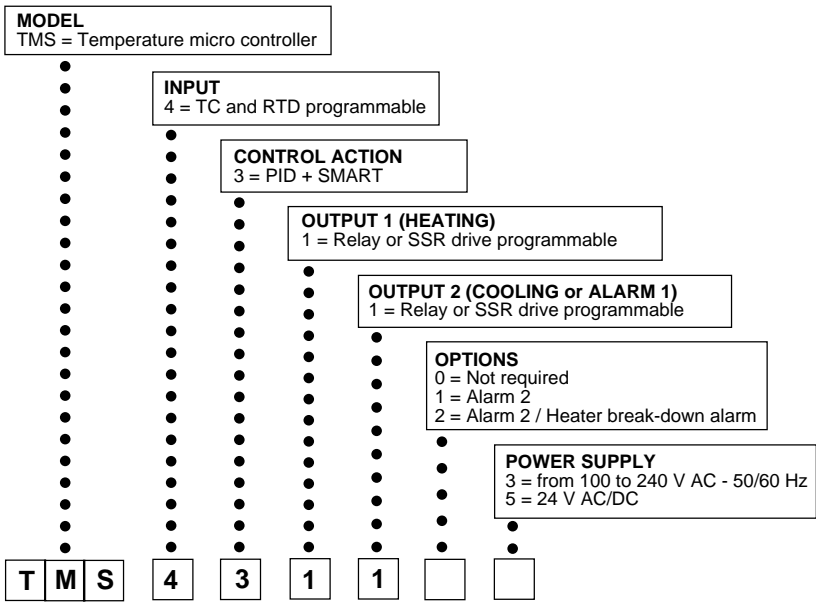 MODEL
TMS = Temperature micro controller
INPUT
4 = TC and RTD programmable
CONTROL ACTION
3 = PID + SMART
OUTPUT 1 (HEATING)
1 = Relay or SSR drive programmable
OUTPUT 2 (COOLING or ALARM 1)
1 = Relay or SSR drive programmable
OPTIONS
0 = Not required
1 = Alarm 2
2 = Alarm 2 / Heater break-down alarm
POWER SUPPLY
3 = from 100 to 240 V AC - 50/60 Hz
5 = 24 V AC/DC
T M S 4 3 1 1